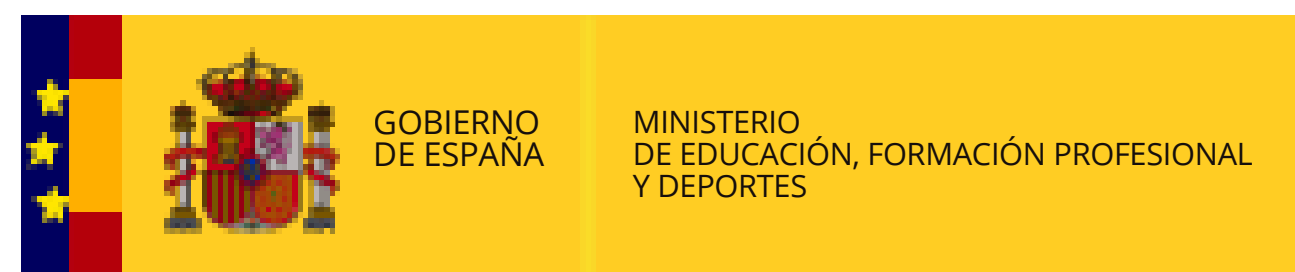 GOBIERNO
DE ESPAÑA
MINISTERIO
DE EDUCACIÓN, FORMACIÓN PROFESIONAL
Y DEPORTES